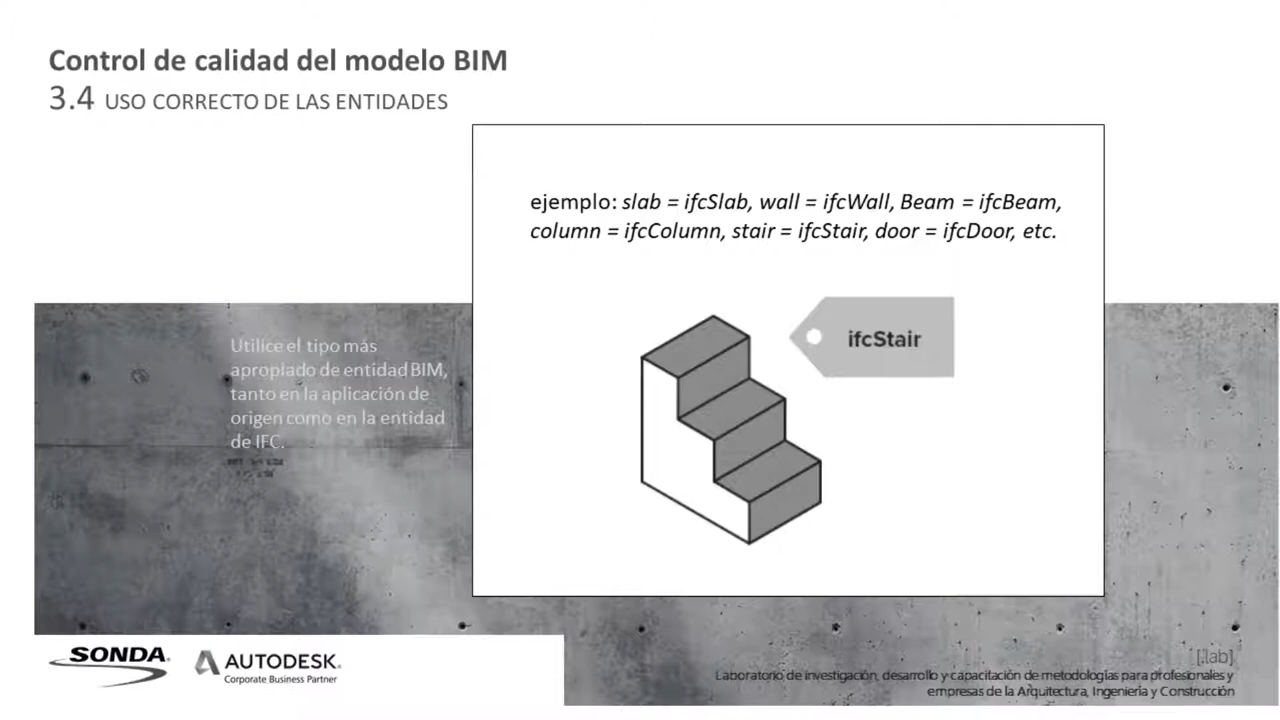 Control de calidad del modelo BIM
3.4 USO CORRECTO DE LAS ENTIDADES
ejemplo: slab = ifcSlab, wall = ifcWall, Beam = ifcBeam,
column = ifcColumn, stair = ifcStair, door = ifcDoor, etc.
ifcStair
Utilice el tipo más
apropiado de entidad BIM,
tanto en la aplicación de
origen como en la entidad
de IFC.
SONDA
AUTODESK
Corporate Business Partner
[.lab]
Laboratorio de investigación, desarrollo y capacitación de metodologías para profesionales y
empresas de la Arquitectura, Ingeniería y Construcción